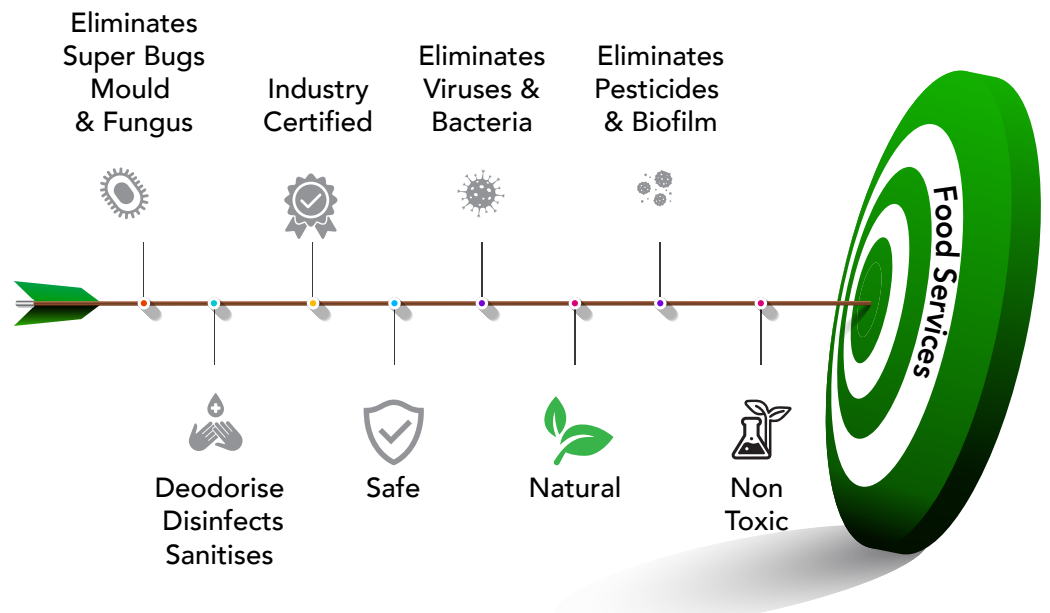 Eliminates
Super Bugs
Mould
& Fungus
Industry
Certified
Eliminates
Viruses &
Bacteria
Eliminates
Pesticides
& Biofilm
Food Services
Deodorise
Disinfects
Sanitises
Safe
Natural
Non
Toxic